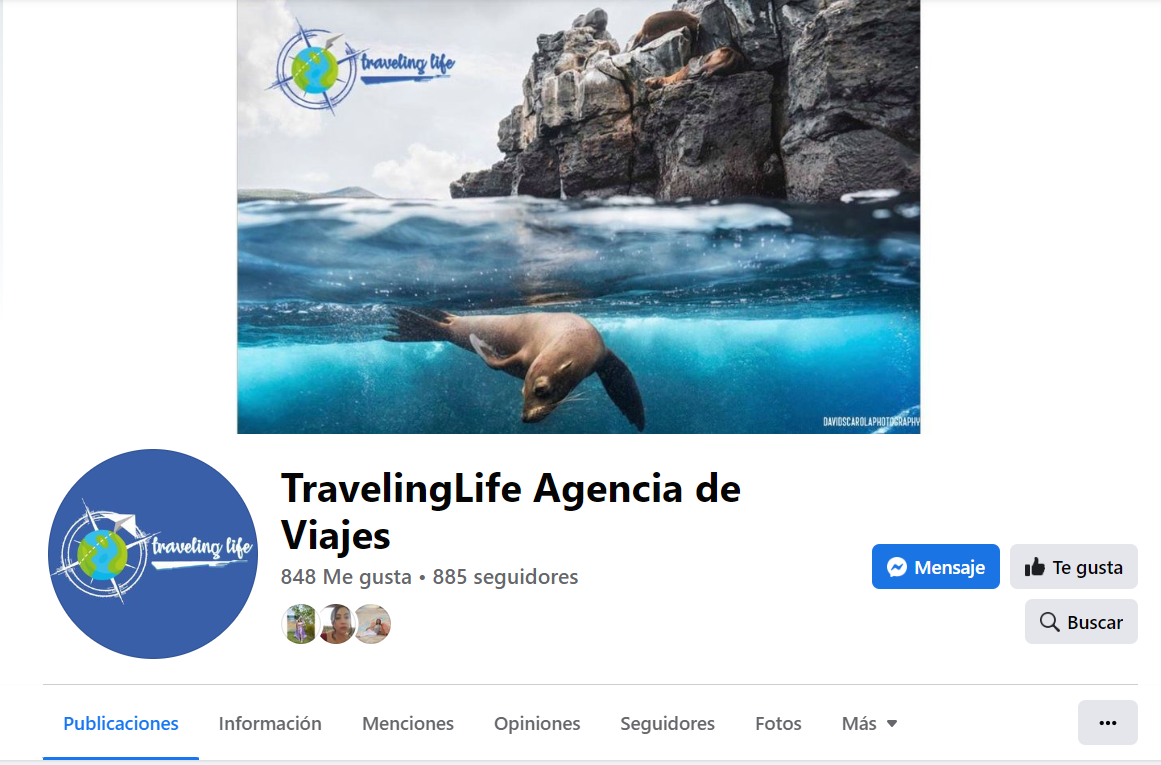 traveling life
DAVIDSCAROLAPHOTOGRAPHY
traveling life
TravelingLife Agencia de
Viajes
848 Me gusta • 885 seguidores
Mensaje
Te gusta
Buscar
Publicaciones
Información
Menciones
Opiniones
Seguidores
Fotos
Más